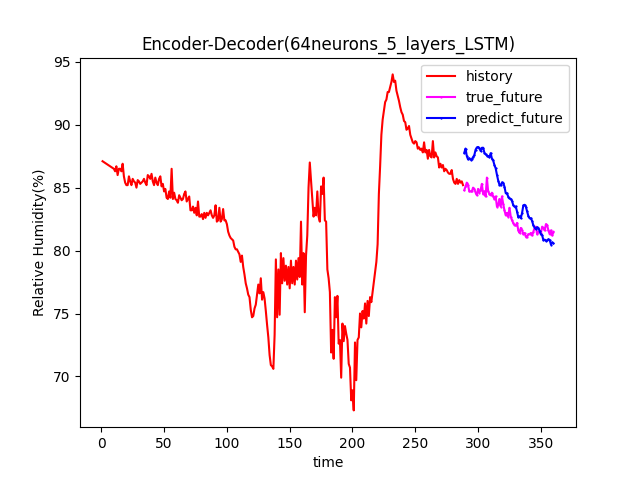 Encoder-Decoder(64neurons_5_layers_LSTM)
history
true_future
predict_future
95
90
85
80
75
70
Relative Humidity(%)
0 50 100 150 200 250 300 350
time